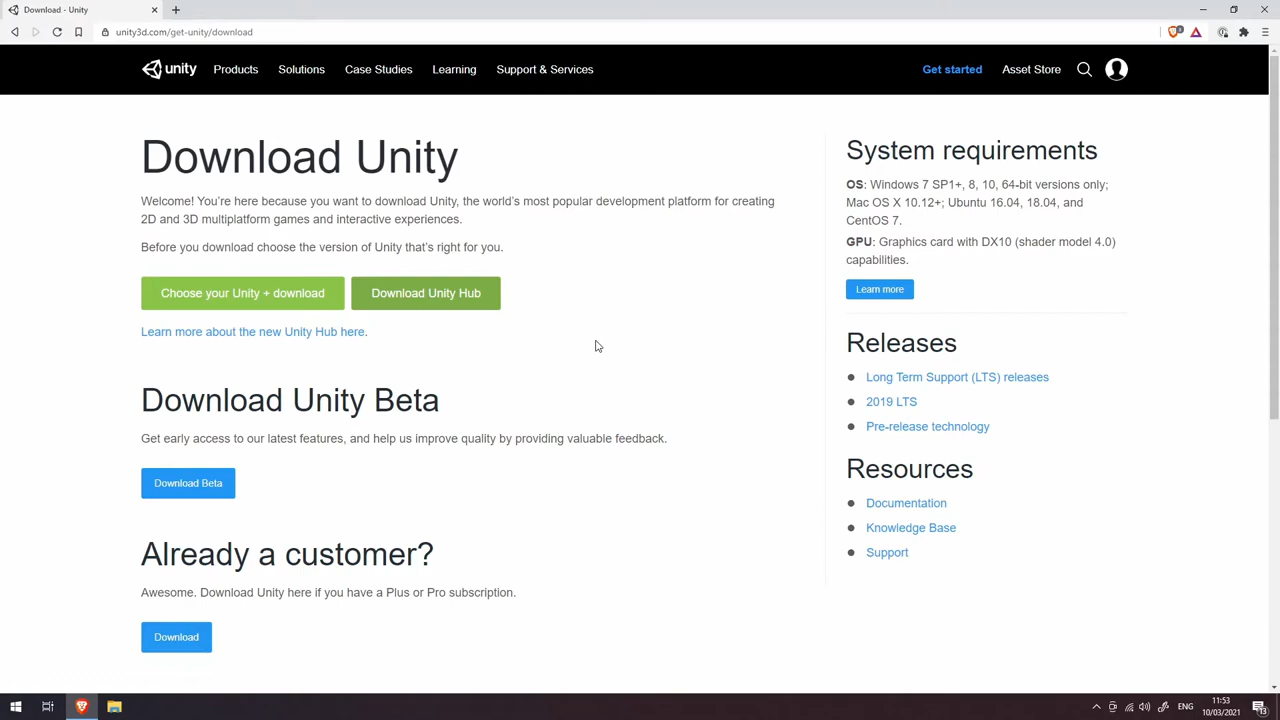 Download - Unity
unity3d.com/get-unity/download
unity
Products
Solutions
Case Studies
Learning
Support & Services
Get started
Asset Store
Download Unity
Welcome! You're here because you want to download Unity, the world's most popular development platform for creating
2D and 3D multiplatform games and interactive experiences.
Before you download choose the version of Unity that's right for you.
Choose your Unity + download
Download Unity Hub
Learn more about the new Unity Hub here.
Download Unity Beta
Get early access to our latest features, and help us improve quality by providing valuable feedback.
Download Beta
Already a customer?
Awesome. Download Unity here if you have a Plus or Pro subscription.
Download
System requirements
OS: Windows 7 SP1+, 8, 10, 64-bit versions only;
Mac OS X 10.12+; Ubuntu 16.04, 18.04, and
CentOS 7.
GPU: Graphics card with DX10 (shader model 4.0)
capabilities.
Learn more
Releases
Long Term Support (LTS) releases
2019 LTS
Pre-release technology
Resources
Documentation
Knowledge Base
Support
ENG
11:53
10/03/2021